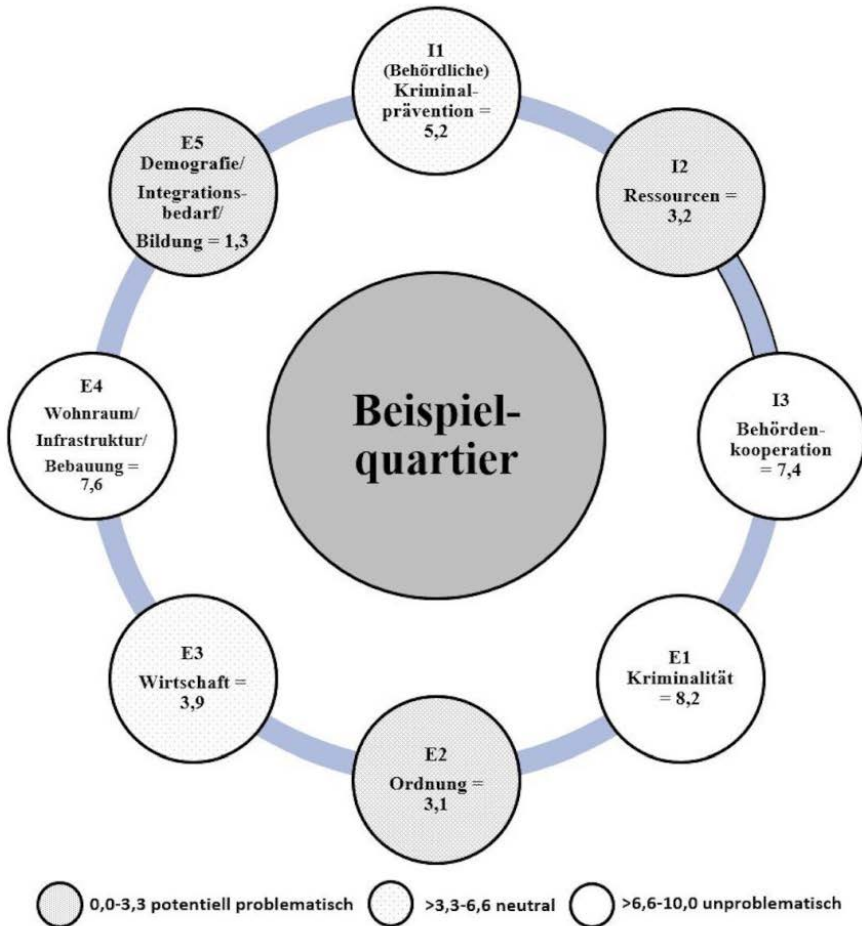 I1
(Behördliche)
Kriminal-
prävention =
5,2
I2
Ressourcen =
3,2
I3
Behörden-
kooperation
= 7,4
E1
Kriminalität
= 8,2
E2
Ordnung =
3,1
E3
Wirtschaft =
3,9
E4
Wohnraum/
Infrastruktur/
Bebauung =
7,6
E5
Demografie/
Integrations-
bedarf/
Bildung = 1,3
Beispiel-
quartier
0,0-3,3 potentiell problematisch
>3,3-6,6 neutral
>6,6-10,0 unproblematisch